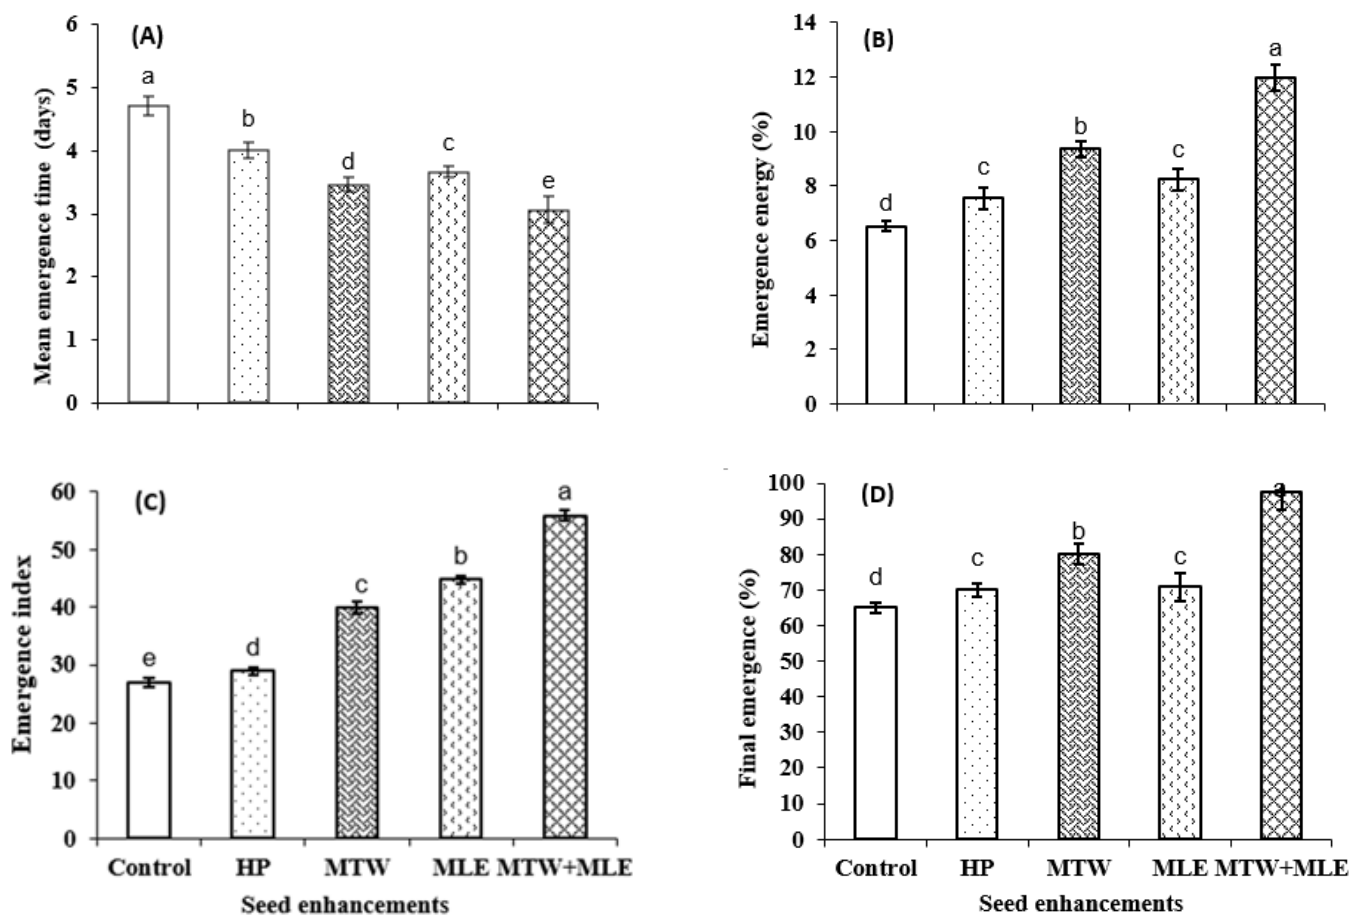 (A)
Mean emergence time (days)
6
5
4
3
2
1
0
a
b
d
c
e
(B)
Emergence energy (%)
14
12
10
8
6
4
2
0
d
c
b
c
a
(C)
Emergence index
60
50
40
30
20
10
0
e
d
c
b
a
Control HP MTW MLE MTW+MLE
Seed enhancements
(D)
Final emergence (%)
100
90
80
70
60
50
40
30
20
10
0
d
c
b
c
a
Control HP MTW MLE MTW+MLE
Seed enhancements